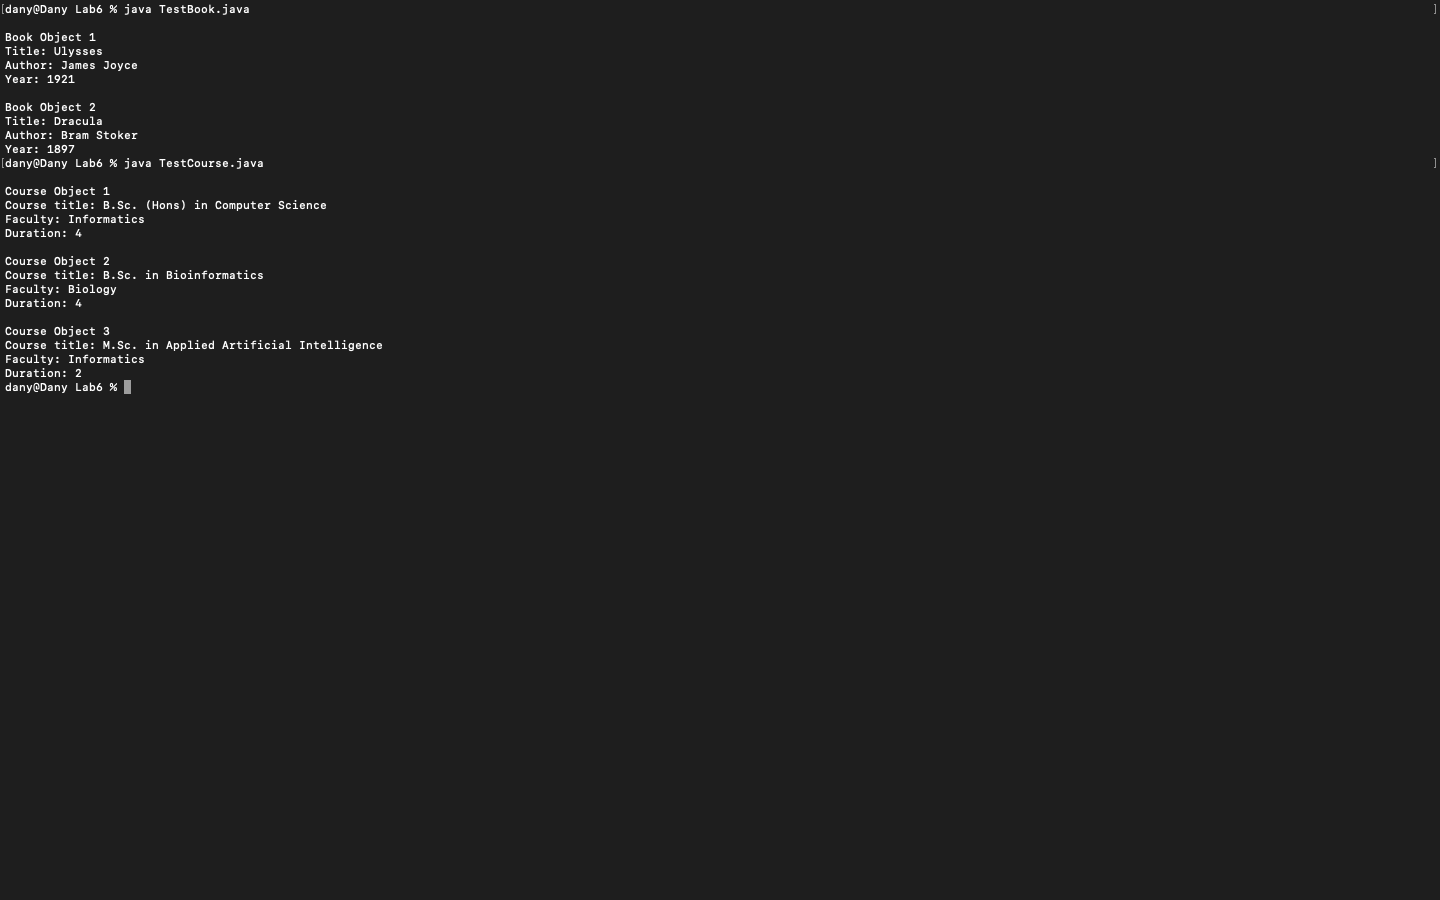 [dany@Dany Lab6 % java TestBook.java ]
Book Object 1
Title: Ulysses
Author: James Joyce
Year: 1921
Book Object 2
Title: Dracula
Author: Bram Stoker
Year: 1897
[dany@Dany Lab6 % java TestCourse.java ]
Course Object 1
Course title: B.Sc. (Hons) in Computer Science
Faculty: Informatics
Duration: 4
Course Object 2
Course title: B.Sc. in Bioinformatics
Faculty: Biology
Duration: 4
Course Object 3
Course title: M.Sc. in Applied Artificial Intelligence
Faculty: Informatics
Duration: 2
dany@Dany Lab6 %